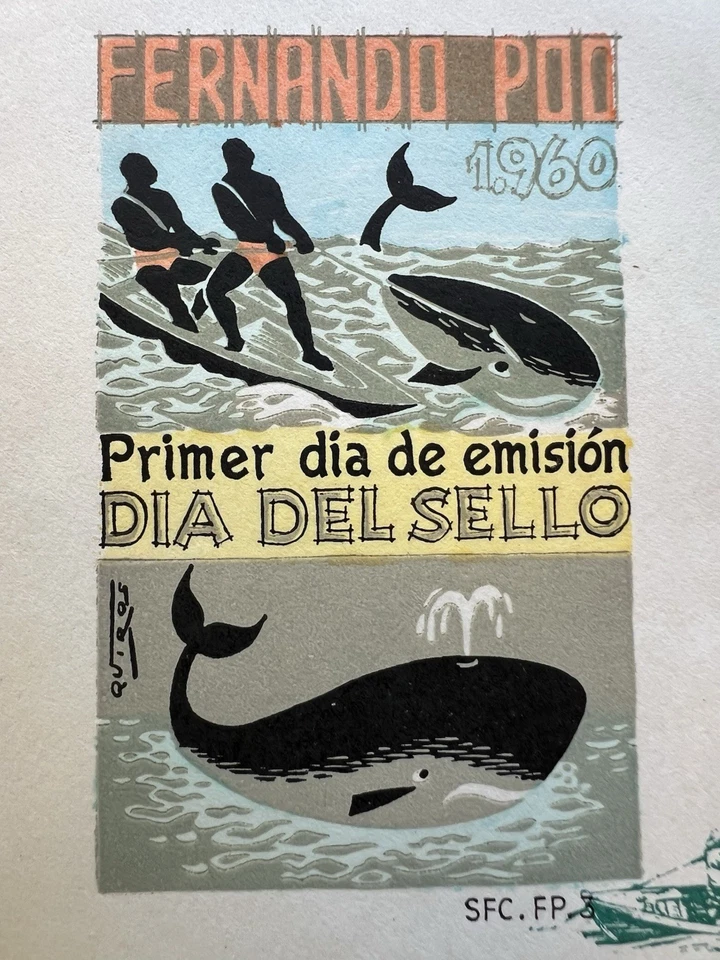 FERNANDO POO
1.960
Primer dia de emisión
DIA DEL SELLO
QUIROS
SFC.FP.3